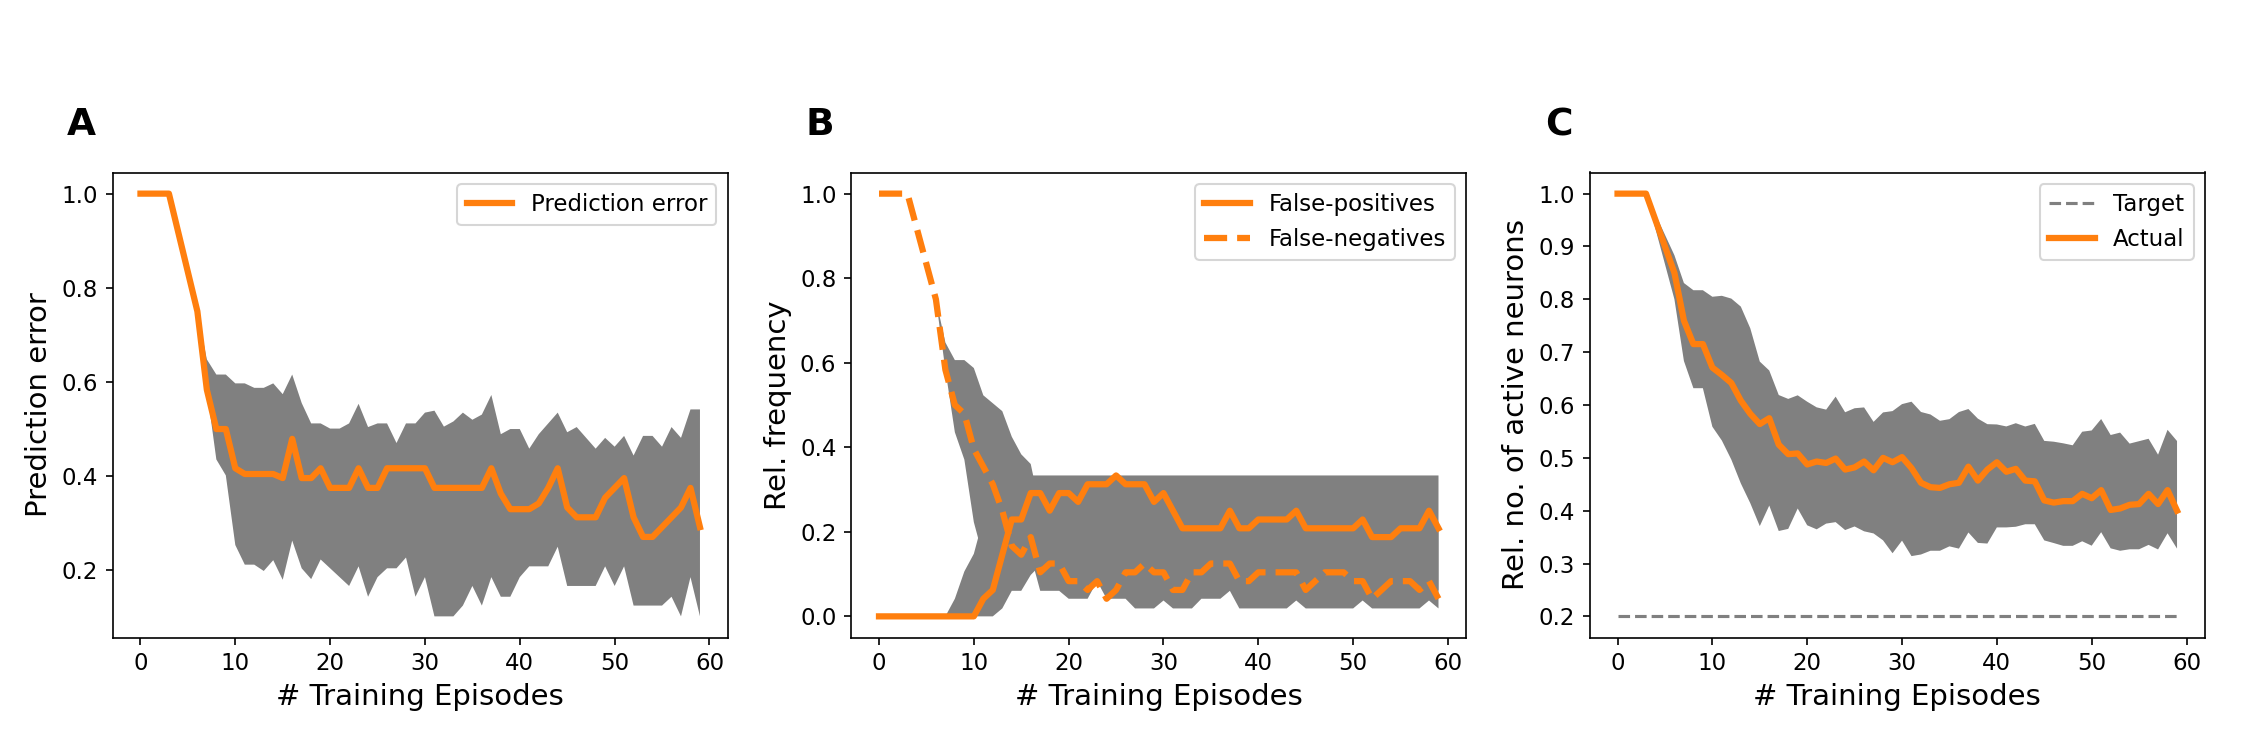 A
Prediction error
1.0
0.8
0.6
0.4
0.2
0 10 20 30 40 50 60
# Training Episodes
Prediction error
B
False-positives
False-negatives
1.0
0.8
0.6
0.4
0.2
0.0
0 10 20 30 40 50 60
# Training Episodes
Rel. frequency
C
Target
Actual
1.0
0.9
0.8
0.7
0.6
0.5
0.4
0.3
0.2
0 10 20 30 40 50 60
# Training Episodes
Rel. no. of active neurons